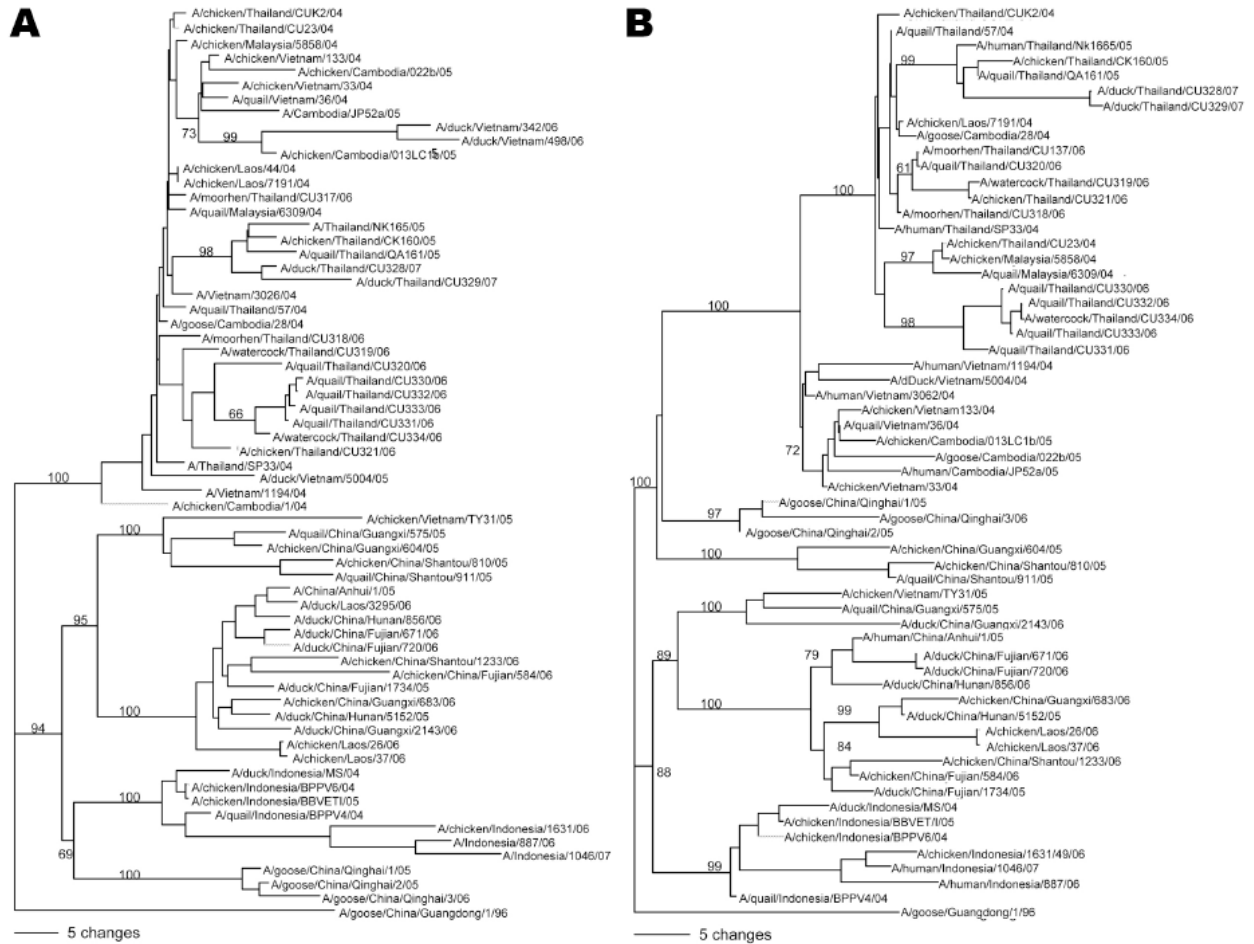 A
A/chicken/Thailand/CUK2/04
A/chicken/Thailand/CU23/04
A/chicken/Malaysia/5858/04
A/chicken/Vietnam/133/04
A/chicken/Cambodia/022b/05
A/chicken/Vietnam/33/04
A/quail/Vietnam/36/04
A/Cambodia/JP52a/05
73
99
A/duck/Vietnam/342/06
A/duck/Vietnam/498/06
A/chicken/Cambodia/013LC1b/05
A/chicken/Laos/44/04
A/chicken/Laos/7191/04
A/moorhen/Thailand/CU317/06
A/quail/Malaysia/6309/04
A/Thailand/NK165/05
98
A/chicken/Thailand/CK160/05
A/quail/Thailand/QA161/05
A/duck/Thailand/CU328/07
A/duck/Thailand/CU329/07
A/Vietnam/3026/04
A/quail/Thailand/57/04
A/goose/Cambodia/28/04
A/moorhen/Thailand/CU318/06
A/watercock/Thailand/CU319/06
A/quail/Thailand/CU320/06
A/quail/Thailand/CU330/06
A/quail/Thailand/CU332/06
A/quail/Thailand/CU333/06
66
A/quail/Thailand/CU331/06
A/watercock/Thailand/CU334/06
A/chicken/Thailand/CU321/06
A/Thailand/SP33/04
100
A/duck/Vietnam/5004/05
A/Vietnam/1194/04
A/chicken/Cambodia/1/04
A/chicken/Vietnam/TY31/05
100
A/quail/China/Guangxi/575/05
A/chicken/China/Guangxi/604/05
A/chicken/China/Shantou/810/05
A/quail/China/Shantou/911/05
A/China/Anhui/1/05
A/duck/Laos/3295/06
95
A/duck/China/Hunan/856/06
A/duck/China/Fujian/671/06
A/duck/China/Fujian/720/06
A/chicken/China/Shantou/1233/06
A/chicken/China/Fujian/584/06
A/duck/China/Fujian/1734/05
A/chicken/China/Guangxi/683/06
100
A/duck/China/Hunan/5152/05
94
A/duck/China/Guangxi/2143/06
A/chicken/Laos/26/06
A/chicken/Laos/37/06
A/duck/Indonesia/MS/04
A/chicken/Indonesia/BPPV6/04
100
A/chicken/Indonesia/BBVETI/05
A/quail/Indonesia/BPPV4/04
A/chicken/Indonesia/1631/06
A/Indonesia/887/06
69
A/Indonesia/1046/07
A/goose/China/Qinghai/1/05
100
A/goose/China/Qinghai/2/05
A/goose/China/Qinghai/3/06
A/goose/China/Guangdong/1/96
5 changes
B
A/chicken/Thailand/CUK2/04
A/quail/Thailand/57/04
A/human/Thailand/Nk1665/05
99
A/chicken/Thailand/CK160/05
A/quail/Thailand/QA161/05
A/duck/Thailand/CU328/07
A/duck/Thailand/CU329/07
A/chicken/Laos/7191/04
A/goose/Cambodia/28/04
A/moorhen/Thailand/CU137/06
61
A/quail/Thailand/CU320/06
A/watercock/Thailand/CU319/06
100
A/chicken/Thailand/CU321/06
A/moorhen/Thailand/CU318/06
A/human/Thailand/SP33/04
A/chicken/Thailand/CU23/04
97
A/chicken/Malaysia/5858/04
A/quail/Malaysia/6309/04
A/quail/Thailand/CU330/06
A/quail/Thailand/CU332/06
100
A/watercock/Thailand/CU334/06
98
A/quail/Thailand/CU333/06
A/quail/Thailand/CU331/06
A/human/Vietnam/1194/04
A/dDuck/Vietnam/5004/04
A/human/Vietnam/3062/04
A/chicken/Vietnam133/04
A/quail/Vietnam/36/04
A/chicken/Cambodia/013LC1b/05
72
A/goose/Cambodia/022b/05
A/human/Cambodia/JP52a/05
100
A/chicken/Vietnam/33/04
A/goose/China/Qinghai/1/05
97
A/goose/China/Qinghai/3/06
A/goose/China/Qinghai/2/05
100
A/chicken/China/Guangxi/604/05
A/chicken/China/Shantou/810/05
A/quail/China/Shantou/911/05
A/chicken/Vietnam/TY31/05
100
A/quail/China/Guangxi/575/05
A/duck/China/Guangxi/2143/06
A/human/China/Anhui/1/05
89
79
A/duck/China/Fujian/671/06
A/duck/China/Fujian/720/06
A/duck/China/Hunan/856/06
A/chicken/China/Guangxi/683/06
100
99
A/duck/China/Hunan/5152/05
A/chicken/Laos/26/06
A/chicken/Laos/37/06
84
A/chicken/China/Shantou/1233/06
88
A/chicken/China/Fujian/584/06
A/duck/China/Fujian/1734/05
A/duck/Indonesia/MS/04
A/chicken/Indonesia/BBVET/I/05
A/chicken/Indonesia/BPPV6/04
A/chicken/Indonesia/1631/49/06
99
A/human/Indonesia/1046/07
A/human/Indonesia/887/06
A/quail/Indonesia/BPPV4/04
A/goose/Guangdong/1/96
5 changes